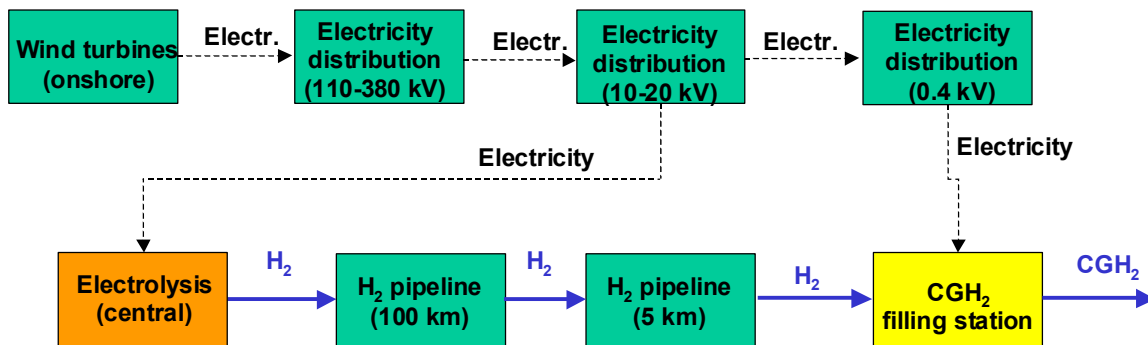 Wind turbines
(onshore)
Electr.
Electricity
distribution
(110-380 kV)
Electr.
Electricity
distribution
(10-20 kV)
Electr.
Electricity
distribution
(0.4 kV)
Electricity
Electricity
Electrolysis
(central)
H₂
H₂ pipeline
(100 km)
H₂
H₂ pipeline
(5 km)
H₂
CGH₂
filling station
CGH₂